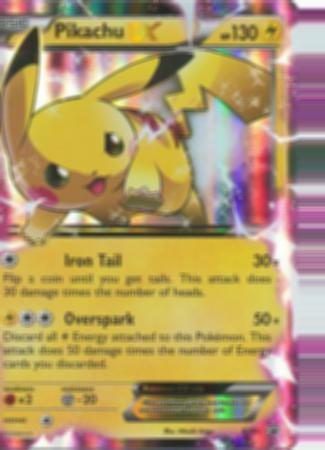 Pikachu
HP130
Iron Tail 30×
Flip a coin until you get tails. This attack does
30 damage times the number of heads.
Overspark 50×
Discard all Energy attached to this Pokémon. This
attack does 50 damage times the number of Energy
cards you discarded.
weakness ×2 resistance -20